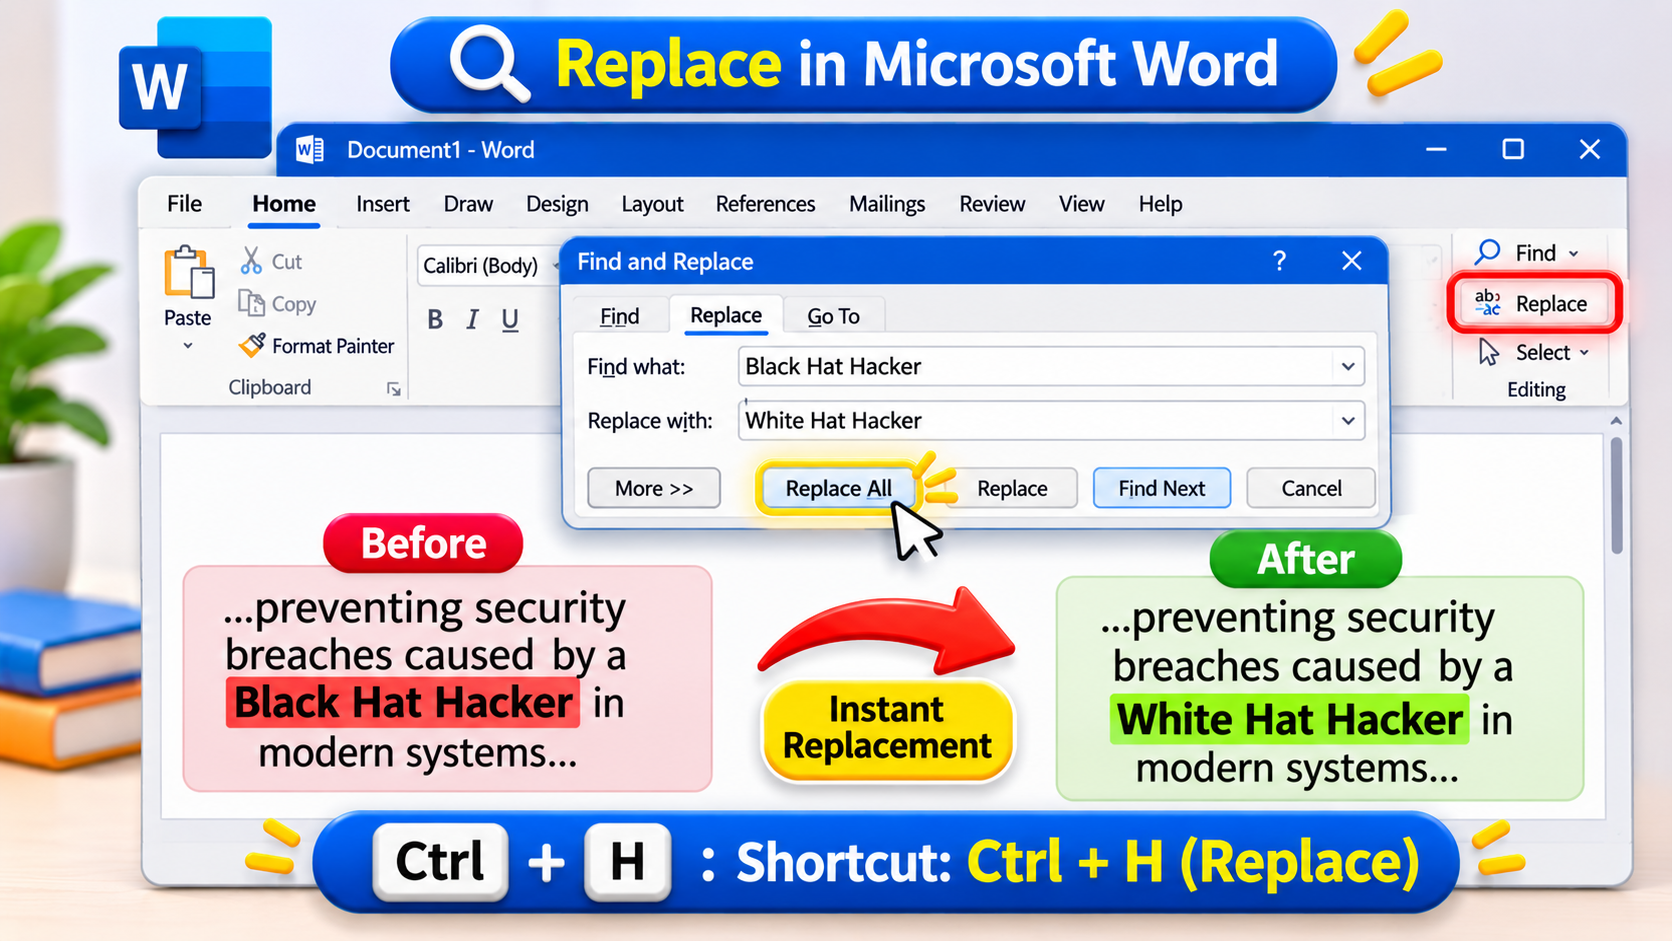 Replace in Microsoft Word
W
W
Document1 - Word
File Home Insert Draw Design Layout References Mailings Review View Help
Paste
Cut
Copy
Format Painter
Clipboard
Calibri (Body)
B I U
Find and Replace ?
Find Replace Go To
Find what: Black Hat Hacker
Replace with: White Hat Hacker
More >> Replace All Replace Find Next Cancel
Find
ab
ac
Replace
Select
Editing
Before
...preventing security
breaches caused by a
Black Hat Hacker in
modern systems...
Instant
Replacement
After
...preventing security
breaches caused by a
White Hat Hacker in
modern systems...
Ctrl + H : Shortcut: Ctrl + H (Replace)